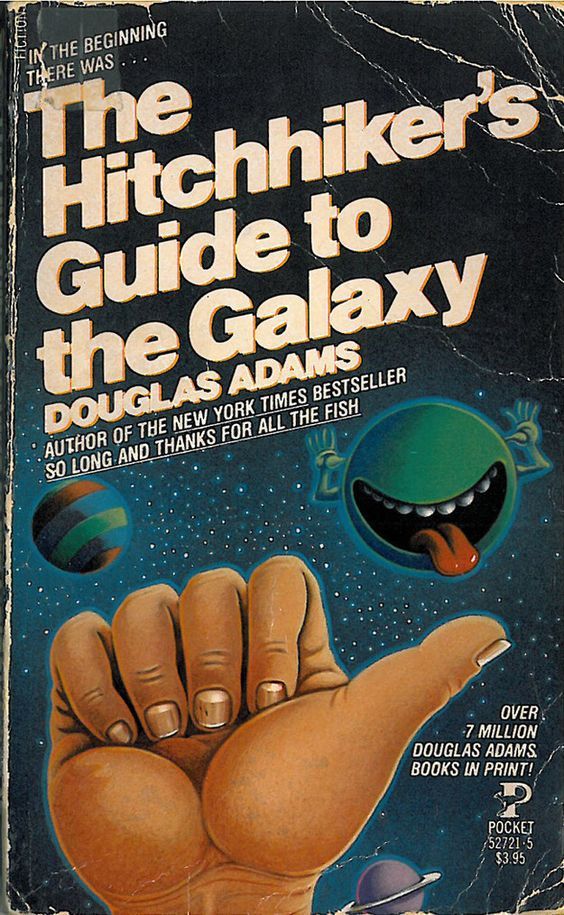 FICTION
IN THE BEGINNING
THERE WAS . . .
The
Hitchhiker's
Guide to
the Galaxy
DOUGLAS ADAMS
AUTHOR OF THE NEW YORK TIMES BESTSELLER
SO LONG AND THANKS FOR ALL THE FISH
OVER
7 MILLION
DOUGLAS ADAMS
BOOKS IN PRINT!
P
POCKET
52721-5
$3.95